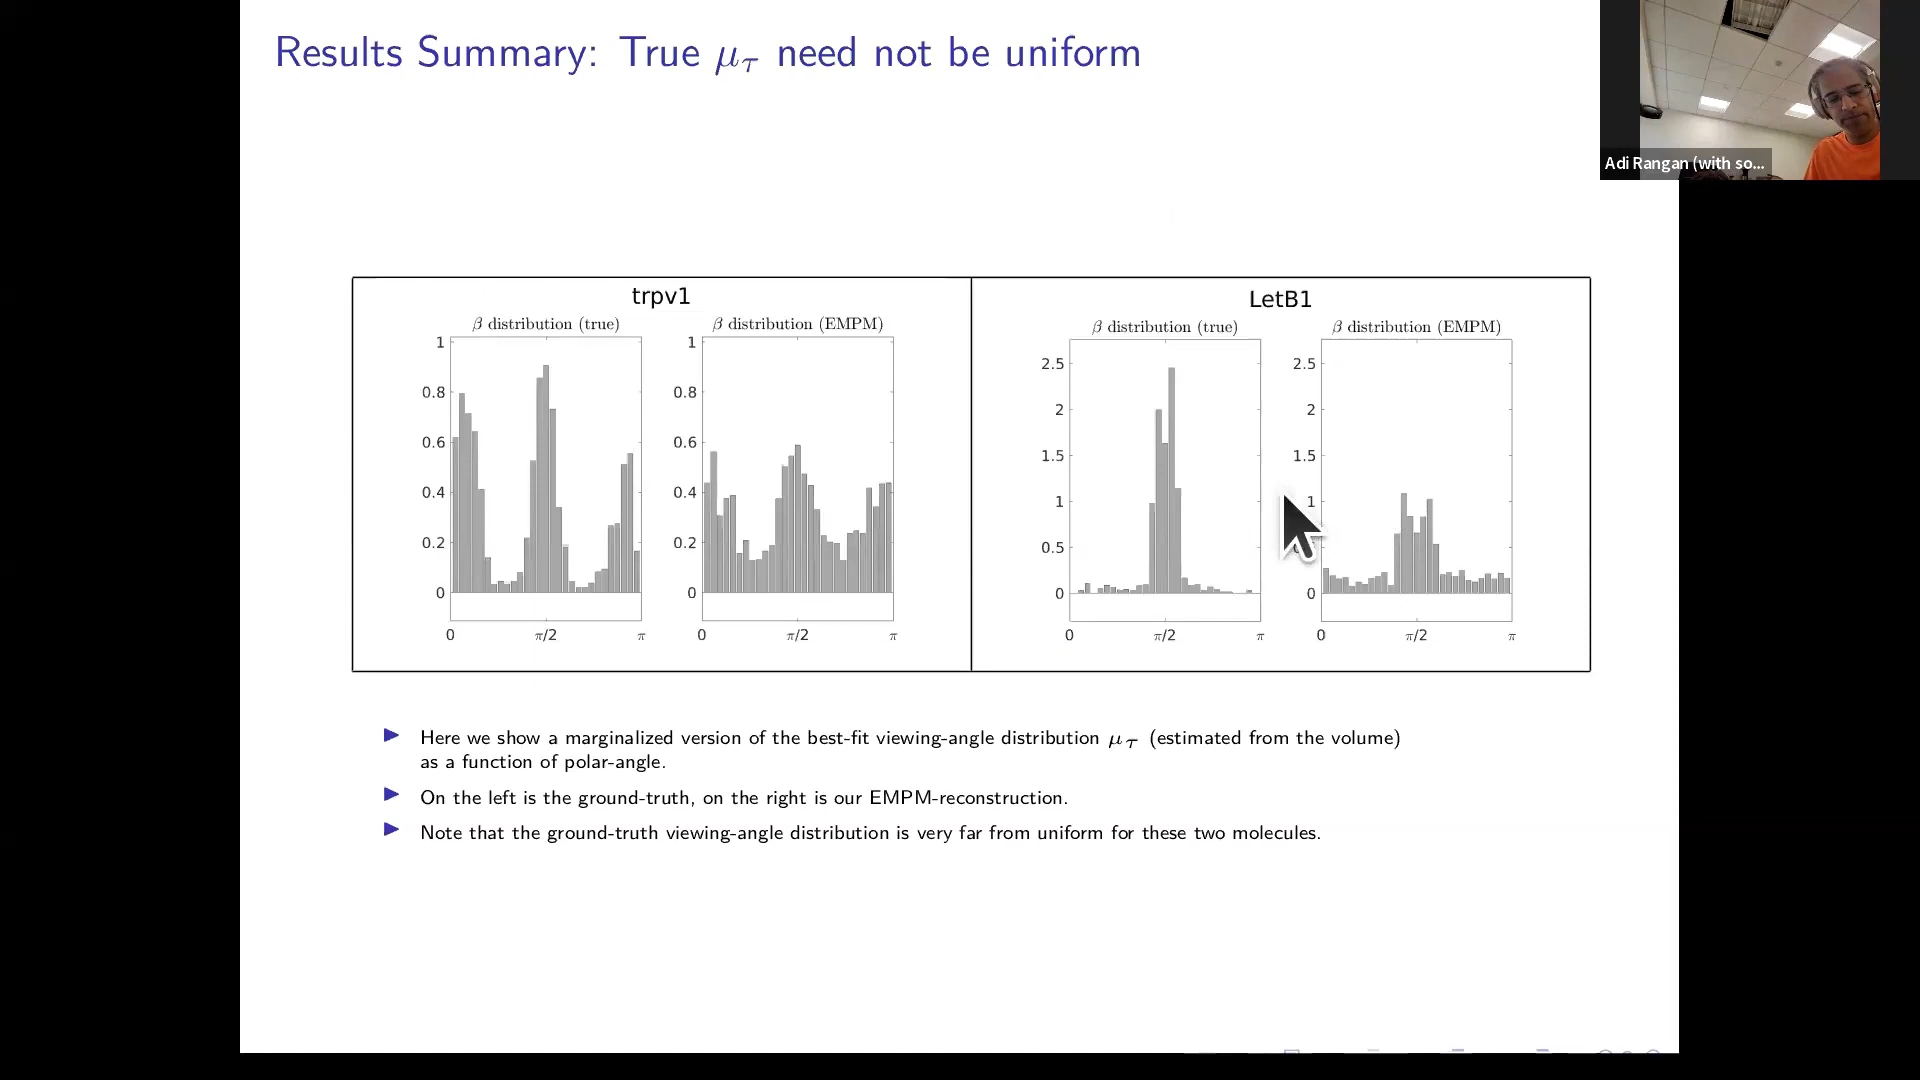 Results Summary: True μτ need not be uniform
Adi Rangan (with so...
trpv1
β distribution (true)
β distribution (EMPM)
1
0.8
0.6
0.4
0.2
0
0
π/2
π
1
0.8
0.6
0.4
0.2
0
0
π/2
π
LetB1
β distribution (true)
β distribution (EMPM)
2.5
2
1.5
1
0.5
0
0
π/2
π
2.5
2
1.5
1
0
0
π/2
π
Here we show a marginalized version of the best-fit viewing-angle distribution μτ (estimated from the volume)
as a function of polar-angle.
On the left is the ground-truth, on the right is our EMPM-reconstruction.
Note that the ground-truth viewing-angle distribution is very far from uniform for these two molecules.